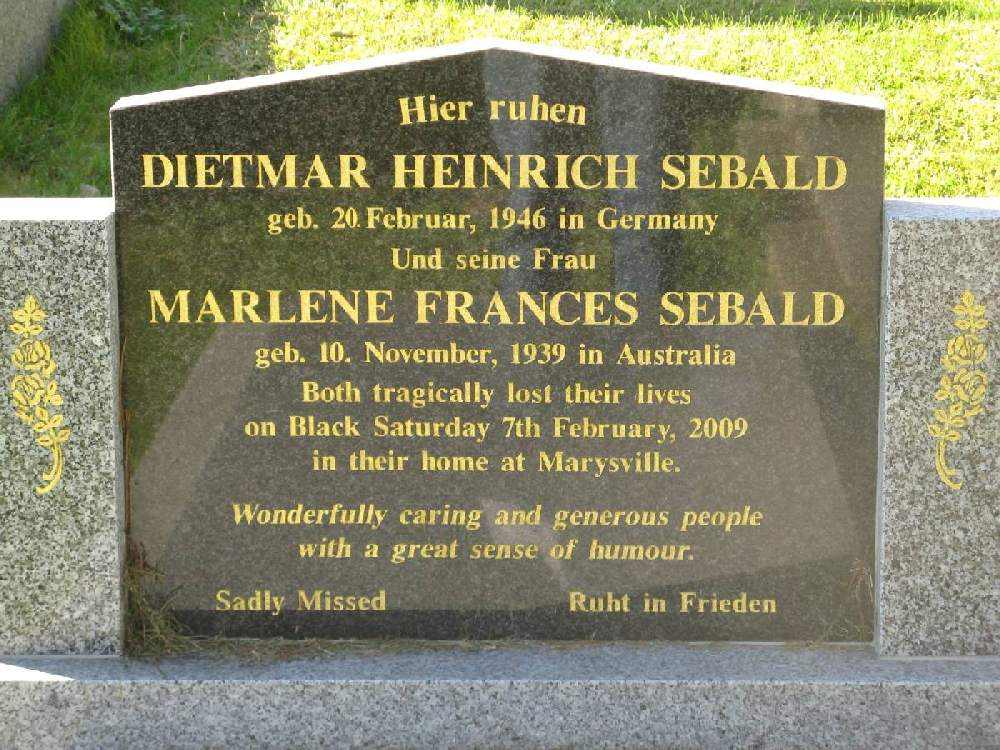 Hier ruhen
DIETMAR HEINRICH SEBALD
geb. 20. Februar, 1946 in Germany
Und seine Frau
MARLENE FRANCES SEBALD
geb. 10. November, 1939 in Australia
Both tragically lost their lives
on Black Saturday 7th February, 2009
in their home at Marysville.
Wonderfully caring and generous people
with a great sense of humour.
Sadly Missed Ruht in Frieden